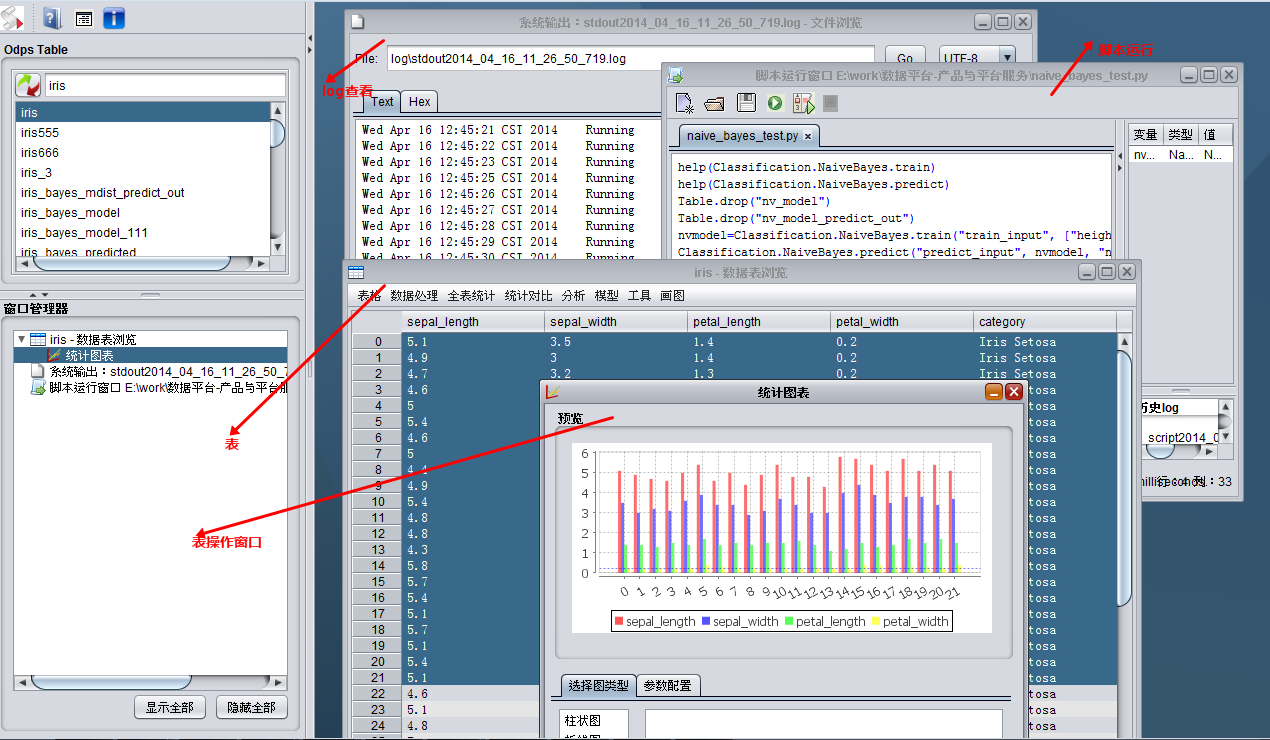 Odps Table
iris
iris
iris555
iris666
iris_3
iris_bayes_mdist_predict_out
iris_bayes_model
iris_bayes_model_111
iris_bayes_predicted
窗口管理器
iris - 数据表浏览
统计图表
系统输出：stdout2014_04_16_11_26_50_7
脚本运行窗口 E:\work\数据平台-产品与平台服
显示全部
隐藏全部
系统输出：stdout2014_04_16_11_26_50_719.log - 文件浏览
File:
log\stdout2014_04_16_11_26_50_719.log
Go
UTF-8
log查看
Text
Hex
Wed Apr 16 12:45:21 CST 2014 Running
Wed Apr 16 12:45:22 CST 2014 Running
Wed Apr 16 12:45:23 CST 2014 Running
Wed Apr 16 12:45:24 CST 2014 Running
Wed Apr 16 12:45:25 CST 2014 Running
Wed Apr 16 12:45:26 CST 2014 Running
Wed Apr 16 12:45:27 CST 2014 Running
Wed Apr 16 12:45:28 CST 2014 Running
Wed Apr 16 12:45:29 CST 2014 Running
Wed Apr 16 12:45:30 CST 2014 Running
脚本运行
脚本运行窗口 E:\work\数据平台-产品与平台服务\naive_bayes_test.py
naive_bayes_test.py
help(Classification.NaiveBayes.train)
help(Classification.NaiveBayes.predict)
Table.drop("nv_model")
Table.drop("nv_model_predict_out")
nvmodel=Classification.NaiveBayes.train("train_input", ["heigh
Classification.NaiveBayes.predict("predict_input", nvmodel, "n
变量 类型 值
nv... Na... N...
历史log
script2014_0
行：4 列：33
iris - 数据表浏览
表格 数据处理 全表统计 统计对比 分析 模型 工具 画图
sepal_length sepal_width petal_length petal_width category
0 5.1 3.5 1.4 0.2 Iris Setosa
1 4.9 3 1.4 0.2 Iris Setosa
2 4.7 3.2 1.3 0.2 Iris Setosa
3 4.6 tosa
4 5 tosa
5 5.4 tosa
6 4.6 tosa
7 5 tosa
8 4.4 tosa
9 4.9 tosa
10 5.4 tosa
11 4.8 tosa
12 4.8 tosa
13 4.3 tosa
14 5.8 tosa
15 5.7 tosa
16 5.4 tosa
17 5.1 tosa
18 5.7 tosa
19 5.1 tosa
20 5.4 tosa
21 5.1 tosa
22 4.6 tosa
23 5.1 tosa
24 4.8 tosa
表
表操作窗口
统计图表
预览
6
5
4
3
2
1
0
0 1 2 3 4 5 6 7 8 9 10 11 12 13 14 15 16 17 18 19 20 21
sepal_length sepal_width petal_length petal_width
选择图类型
参数配置
柱状图